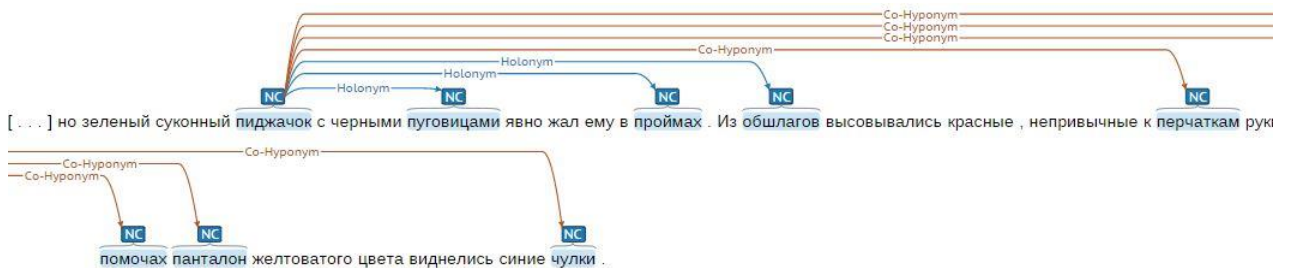 Co-Hyponym
Co-Hyponym
Co-Hyponym
Co-Hyponym
Holonym
Holonym
Holonym
NC NC NC NC NC
[ . . . ] но зеленый суконный пиджачок с черными пуговицами явно жал ему в проймах . Из обшлагов высовывались красные , непривычные к перчаткам руки
Co-Hyponym
Co-Hyponym
Co-Hyponym
NC NC NC
помочах панталон желтоватого цвета виднелись синие чулки .